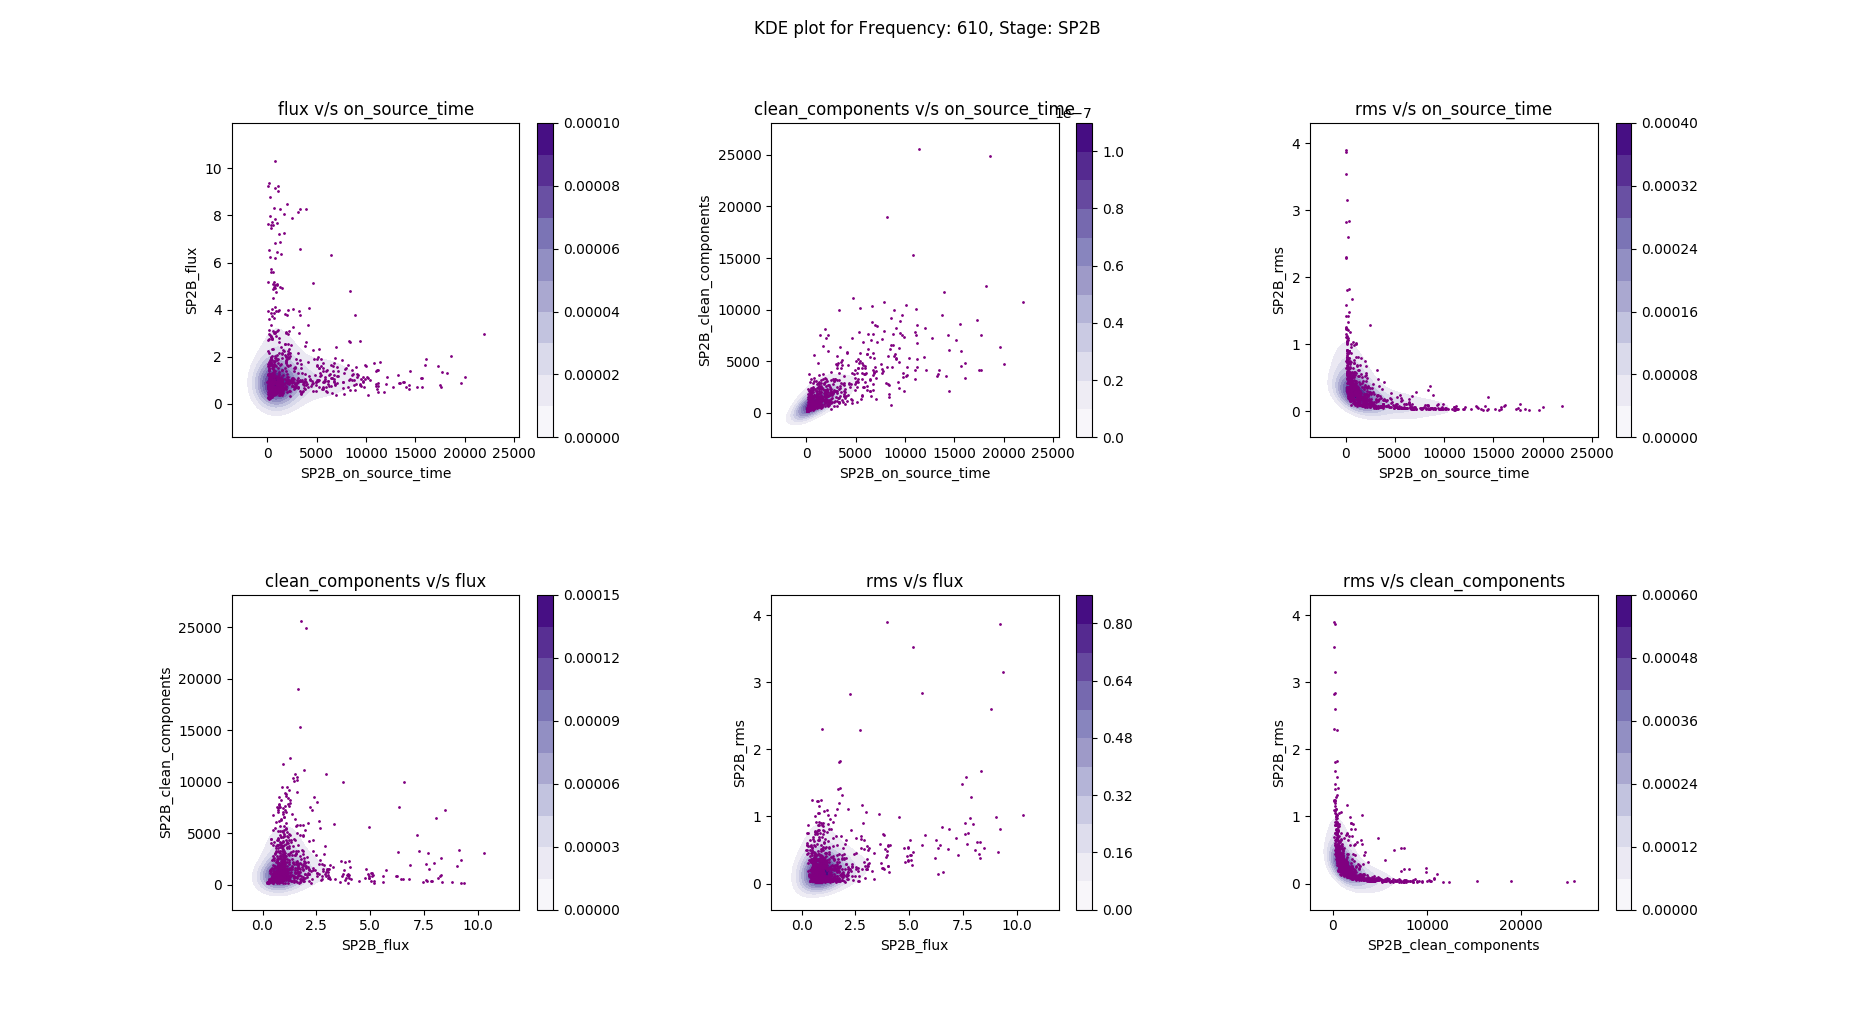 KDE plot for Frequency: 610, Stage: SP2B
flux v/s on_source_time
SP2B_flux
10
8
6
4
2
0
0 5000 10000 15000 20000 25000
SP2B_on_source_time
0.00010
0.00008
0.00006
0.00004
0.00002
0.00000
clean_components v/s on_source_time
1e−7
SP2B_clean_components
25000
20000
15000
10000
5000
0
0 5000 10000 15000 20000 25000
SP2B_on_source_time
1.0
0.8
0.6
0.4
0.2
0.0
rms v/s on_source_time
SP2B_rms
4
3
2
1
0
0 5000 10000 15000 20000 25000
SP2B_on_source_time
0.00040
0.00032
0.00024
0.00016
0.00008
0.00000
clean_components v/s flux
SP2B_clean_components
25000
20000
15000
10000
5000
0
0.0 2.5 5.0 7.5 10.0
SP2B_flux
0.00015
0.00012
0.00009
0.00006
0.00003
0.00000
rms v/s flux
SP2B_rms
4
3
2
1
0
0.0 2.5 5.0 7.5 10.0
SP2B_flux
0.80
0.64
0.48
0.32
0.16
0.00
rms v/s clean_components
SP2B_rms
4
3
2
1
0
0 10000 20000
SP2B_clean_components
0.00060
0.00048
0.00036
0.00024
0.00012
0.00000